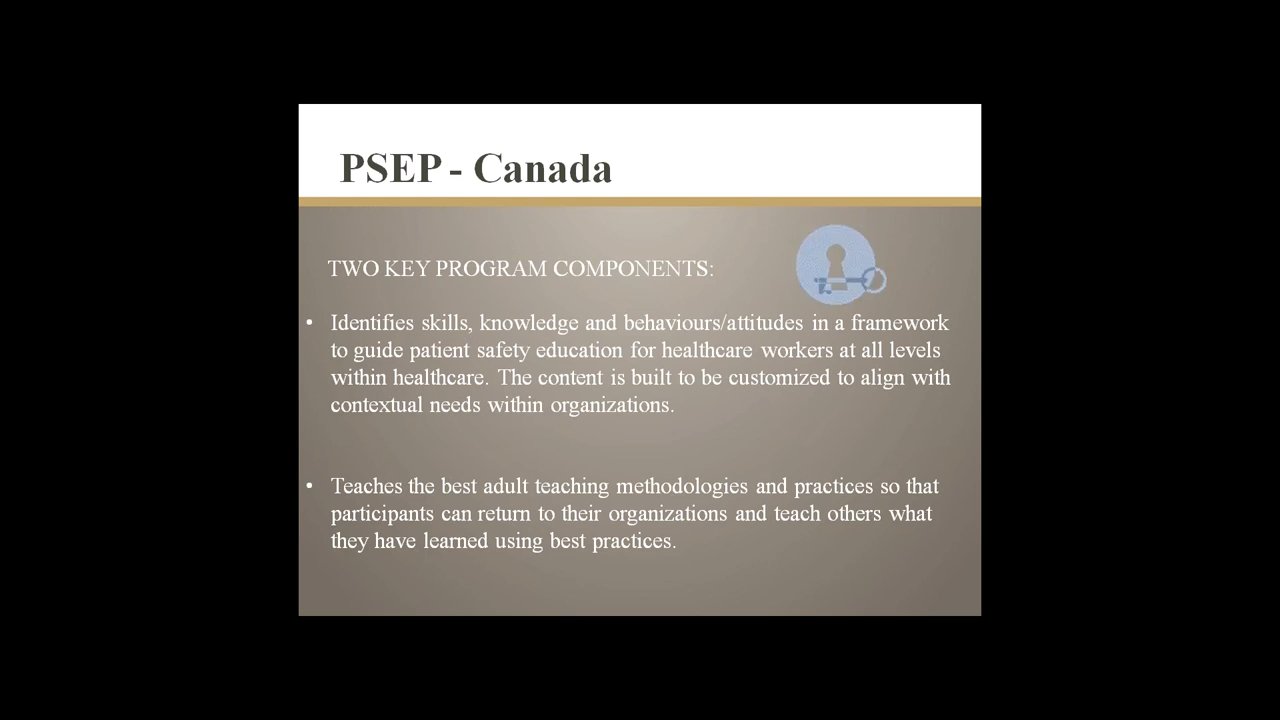 PSEP - Canada
TWO KEY PROGRAM COMPONENTS:
• Identifies skills, knowledge and behaviours/attitudes in a framework
to guide patient safety education for healthcare workers at all levels
within healthcare. The content is built to be customized to align with
contextual needs within organizations.
• Teaches the best adult teaching methodologies and practices so that
participants can return to their organizations and teach others what
they have learned using best practices.